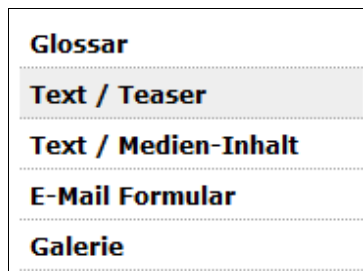 Glossar
Text / Teaser
Text / Medien-Inhalt
E-Mail Formular
Galerie